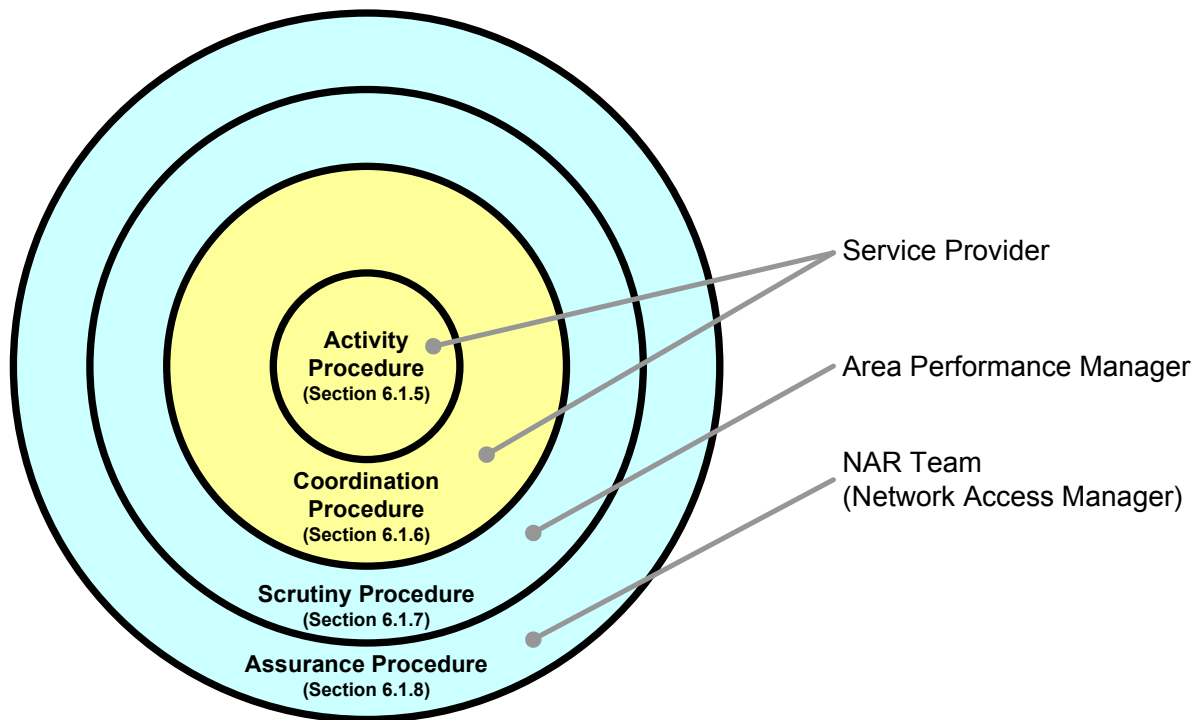 Activity
Procedure
(Section 6.1.5)
Coordination
Procedure
(Section 6.1.6)
Scrutiny Procedure
(Section 6.1.7)
Assurance Procedure
(Section 6.1.8)
Service Provider
Area Performance Manager
NAR Team
(Network Access Manager)